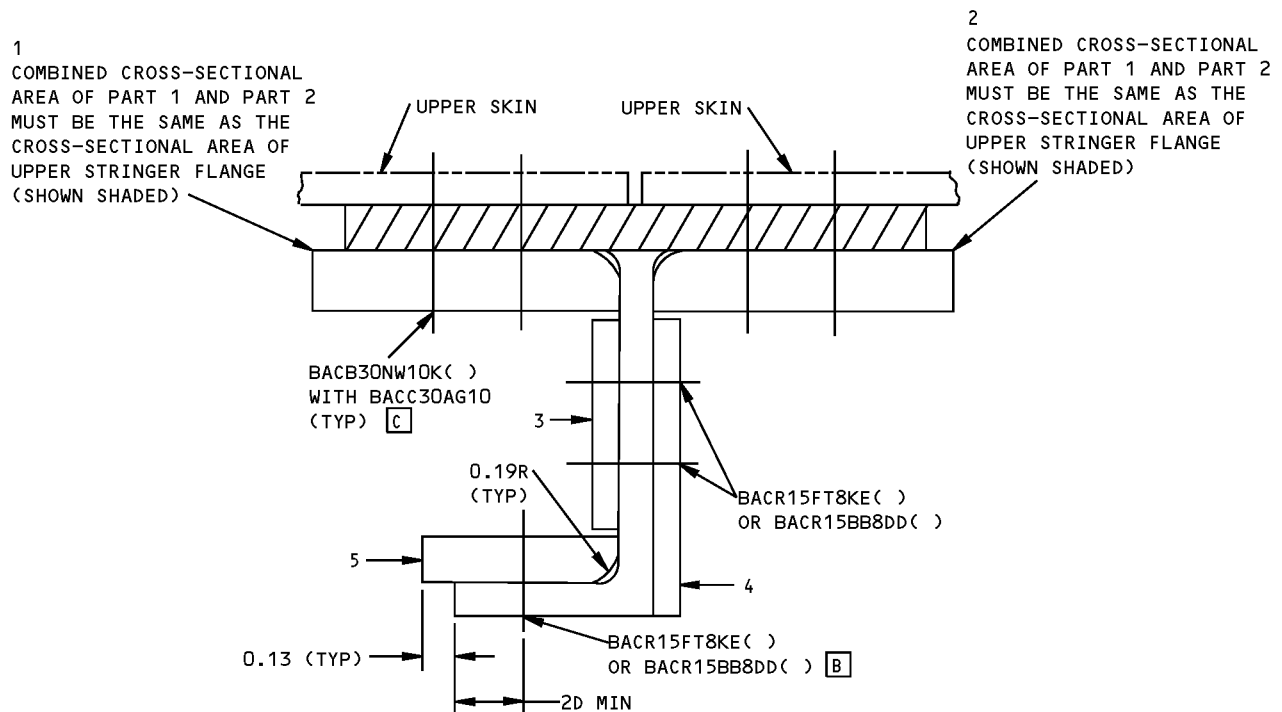 1
COMBINED CROSS-SECTIONAL
AREA OF PART 1 AND PART 2
MUST BE THE SAME AS THE
CROSS-SECTIONAL AREA OF
UPPER STRINGER FLANGE
(SHOWN SHADED)
2
COMBINED CROSS-SECTIONAL
AREA OF PART 1 AND PART 2
MUST BE THE SAME AS THE
CROSS-SECTIONAL AREA OF
UPPER STRINGER FLANGE
(SHOWN SHADED)
UPPER SKIN
UPPER SKIN
BACB30NW10K( )
WITH BACC30AG10
(TYP) C
3
0.19R
(TYP)
BACR15FT8KE( )
OR BACR15BB8DD( )
5
4
BACR15FT8KE( )
OR BACR15BB8DD( ) B
0.13 (TYP)
2D MIN